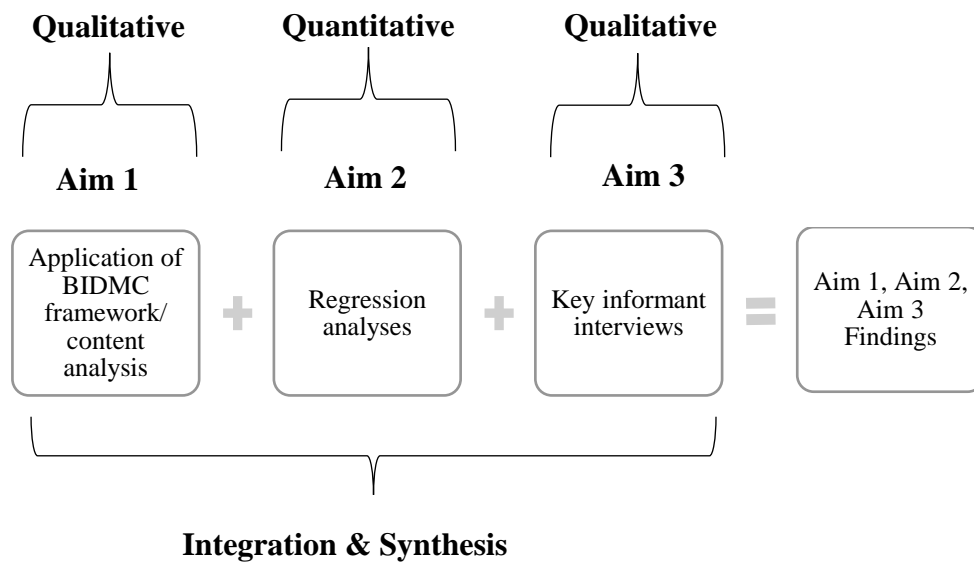 Qualitative
Quantitative
Qualitative
Aim 1
Aim 2
Aim 3
Application of
BIDMC
framework/
content
analysis
+
Regression
analyses
+
Key informant
interviews
=
Aim 1, Aim 2,
Aim 3
Findings
Integration & Synthesis